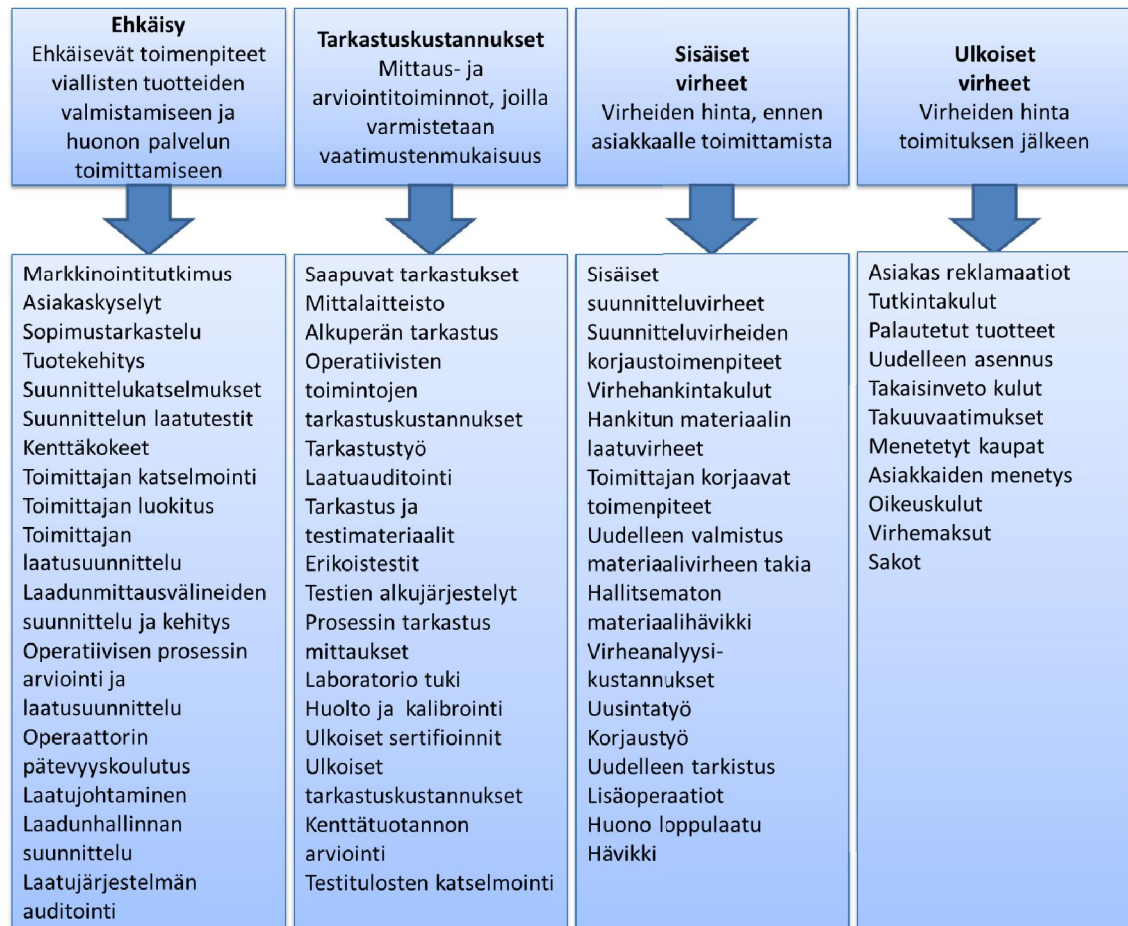 Ehkäisy
Ehkäisevät toimenpiteet
viallisten tuotteiden
valmistamiseen ja
huonon palvelun
toimittamiseen
Tarkastuskustannukset
Mittaus- ja
arviointitoiminnot, joilla
varmistetaan
vaatimustenmukaisuus
Sisäiset
virheet
Virheiden hinta, ennen
asiakkaalle toimittamista
Ulkoiset
virheet
Virheiden hinta
toimituksen jälkeen
Markkinointitutkimus
Asiakaskyselyt
Sopimustarkastelu
Tuotekehitys
Suunnittelukatselmukset
Suunnittelun laatutestit
Kenttäkokeet
Toimittajan katselmointi
Toimittajan luokitus
Toimittajan
laatusuunnittelu
Laadunmittausvälineiden
suunnittelu ja kehitys
Operatiivisen prosessin
arviointi ja
laatusuunnittelu
Operaattorin
pätevyyskoulutus
Laatujohtaminen
Laadunhallinnan
suunnittelu
Laatujärjestelmän
auditointi
Saapuvat tarkastukset
Mittalaitteisto
Alkuperän tarkastus
Operatiivisten
toimintojen
tarkastuskustannukset
Tarkastustyö
Laatuauditointi
Tarkastus ja
testimateriaalit
Erikoistestit
Testien alkujärjestelyt
Prosessin tarkastus
mittaukset
Laboratorio tuki
Huolto ja kalibrointi
Ulkoiset sertifioinnit
Ulkoiset
tarkastuskustannukset
Kenttätuotannon
arviointi
Testitulosten katselmointi
Sisäiset
suunnitteluvirheet
Suunnitteluvirheiden
korjaustoimenpiteet
Virhehankintakulut
Hankitun materiaalin
laatuvirheet
Toimittajan korjaavat
toimenpiteet
Uudelleen valmistus
materiaalivirheen takia
Hallitsematon
materiaalihävikki
Virheanalyysi-
kustannukset
Uusintatyö
Korjaustyö
Uudelleen tarkistus
Lisäoperaatiot
Huono loppulaatu
Hävikki
Asiakas reklamaatiot
Tutkintakulut
Palautetut tuotteet
Uudelleen asennus
Takaisinveto kulut
Takuuvaatimukset
Menetetyt kaupat
Asiakkaiden menetys
Oikeuskulut
Virhemaksut
Sakot